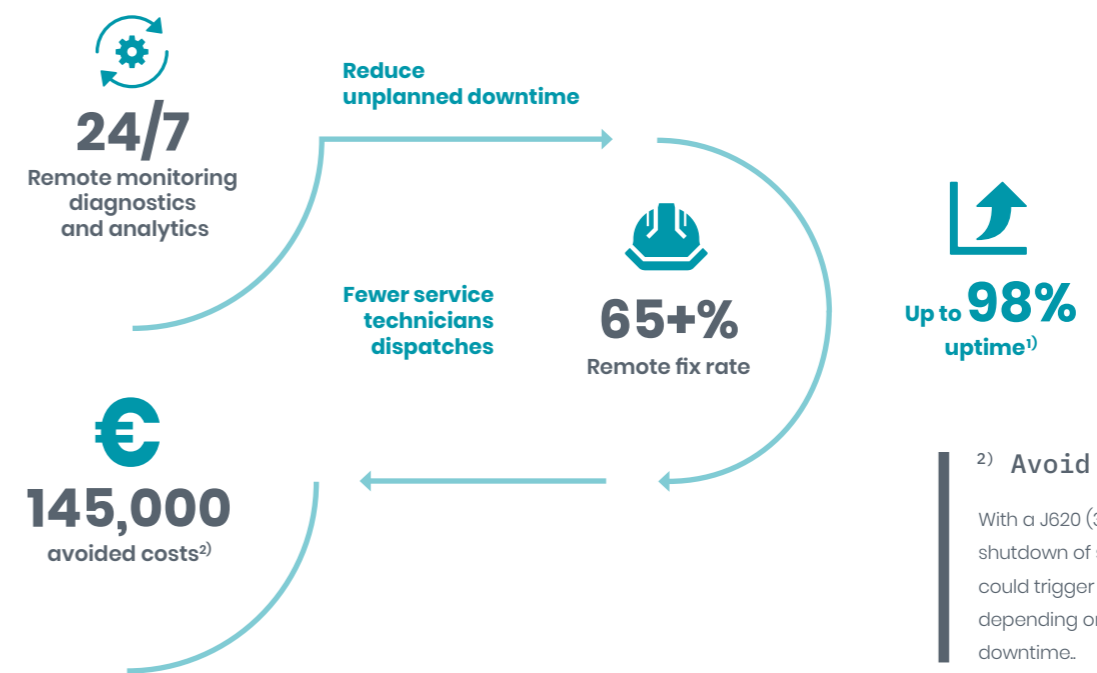 24/7
Remote monitoring
diagnostics
and analytics
Reduce
unplanned downtime
Fewer service
technicians
dispatches
65+%
Remote fix rate
Up to 98%
uptime¹⁾
€
145,000
avoided costs²⁾
²⁾ Avoid
With a J620 (
shutdown of
could trigger
depending
downtime..